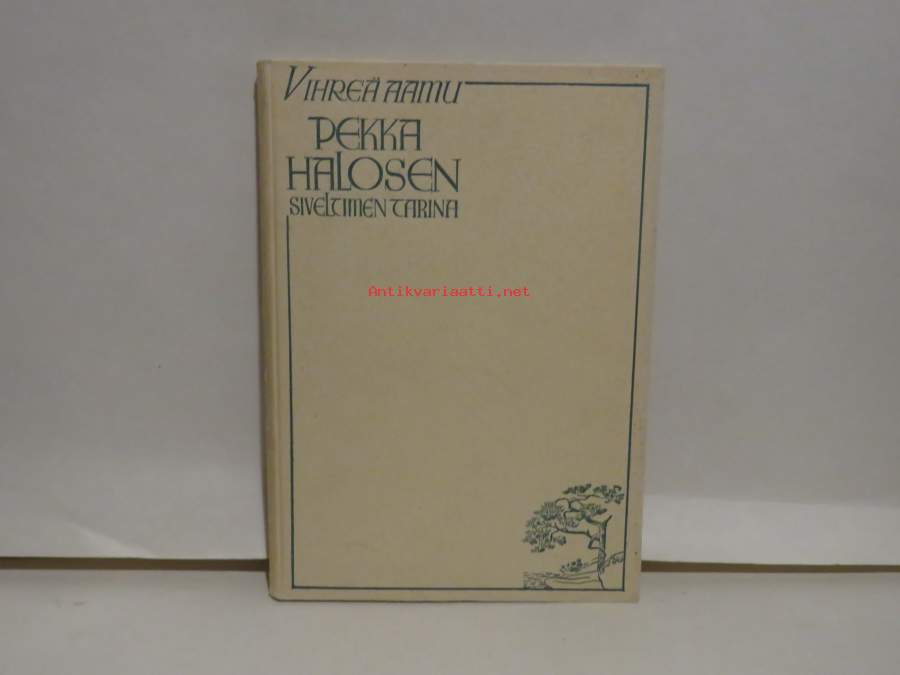 VIHREÄ AAMU
PEKKA
HALOSEN
SIVELTIMEN TARINA
Antikvariaatti.net